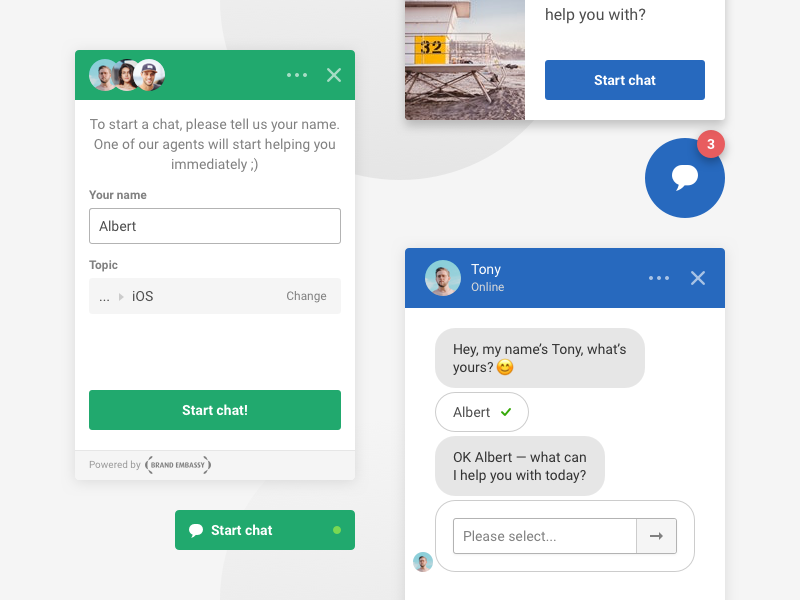 To start a chat, please tell us your name.
One of our agents will start helping you
immediately ;)
Your name
Albert
Topic
... iOS
Change
Start chat!
Powered by BRAND EMBASSY
Start chat
help you with?
32
Start chat
3
Tony
Online
Hey, my name’s Tony, what’s
yours? 😊
Albert
OK Albert — what can
I help you with today?
Please select...